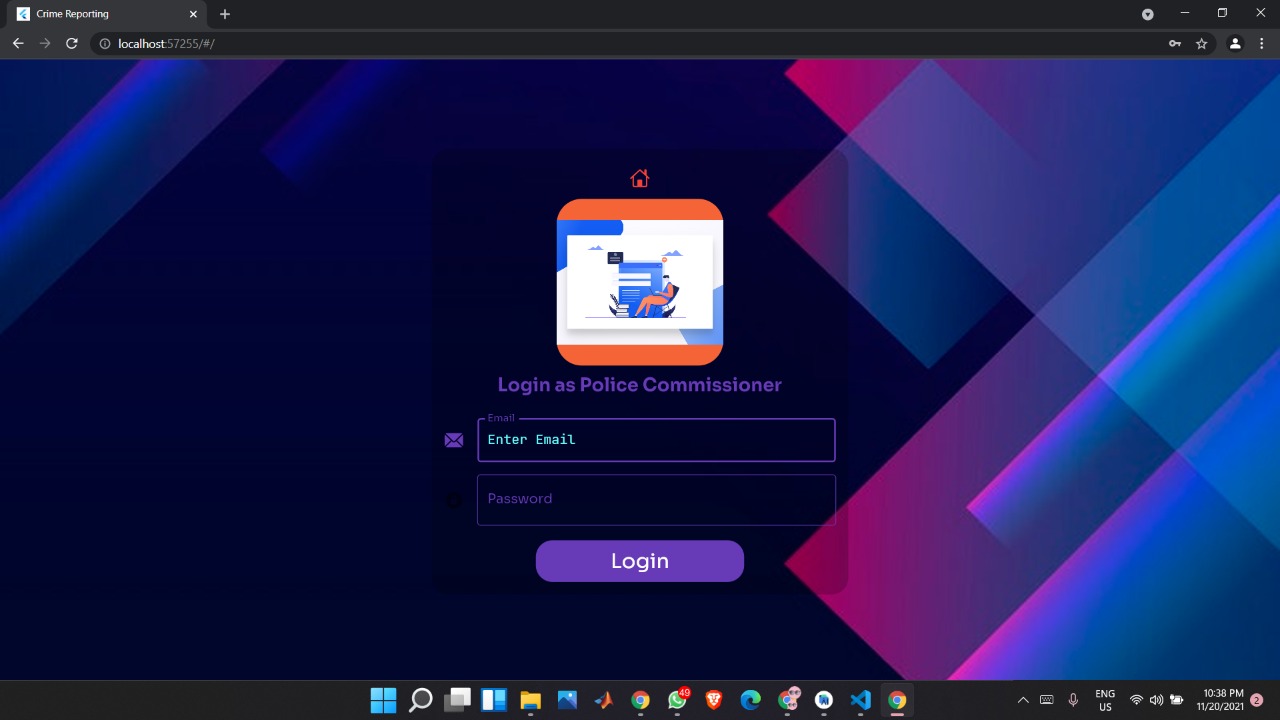 Crime Reporting
localhost:57255/#/
Login as Police Commissioner
Email
Enter Email
Password
Login
49
ENG
US
10:38 PM
11/20/2021
2